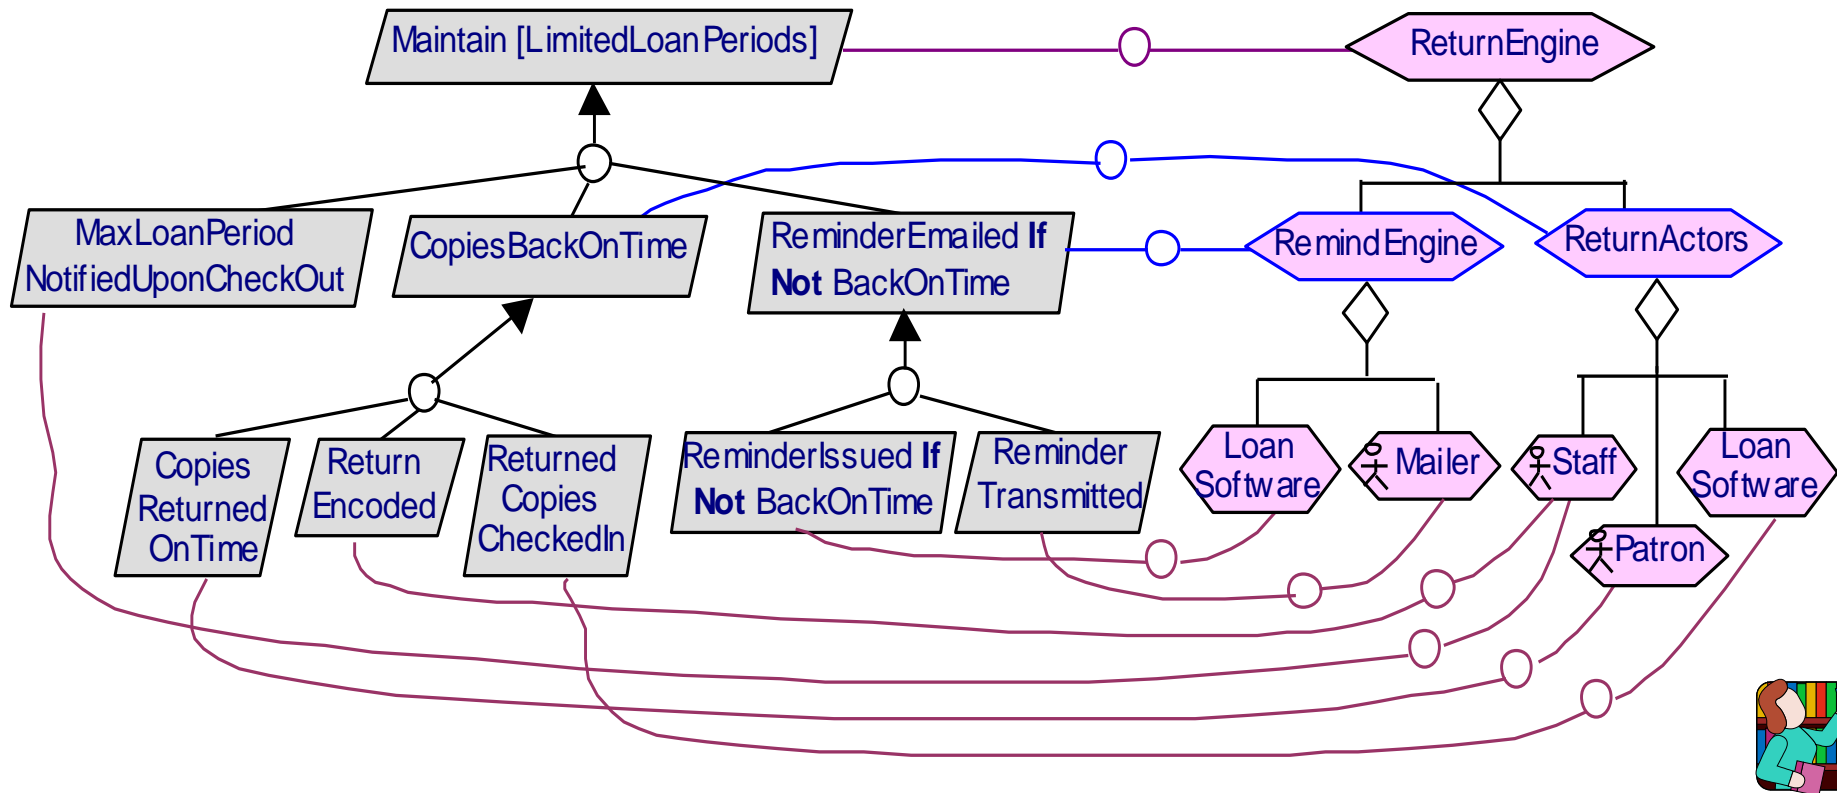 Maintain [LimitedLoanPeriods]
ReturnEngine
MaxLoanPeriod
NotifiedUponCheckOut
CopiesBackOnTime
ReminderEmailed If
Not BackOnTime
RemindEngine
ReturnActors
Copies
Returned
OnTime
Return
Encoded
Returned
Copies
CheckedIn
ReminderIssued If
Not BackOnTime
Reminder
Transmitted
Loan
Software
Mailer
Staff
Patron
Loan
Software